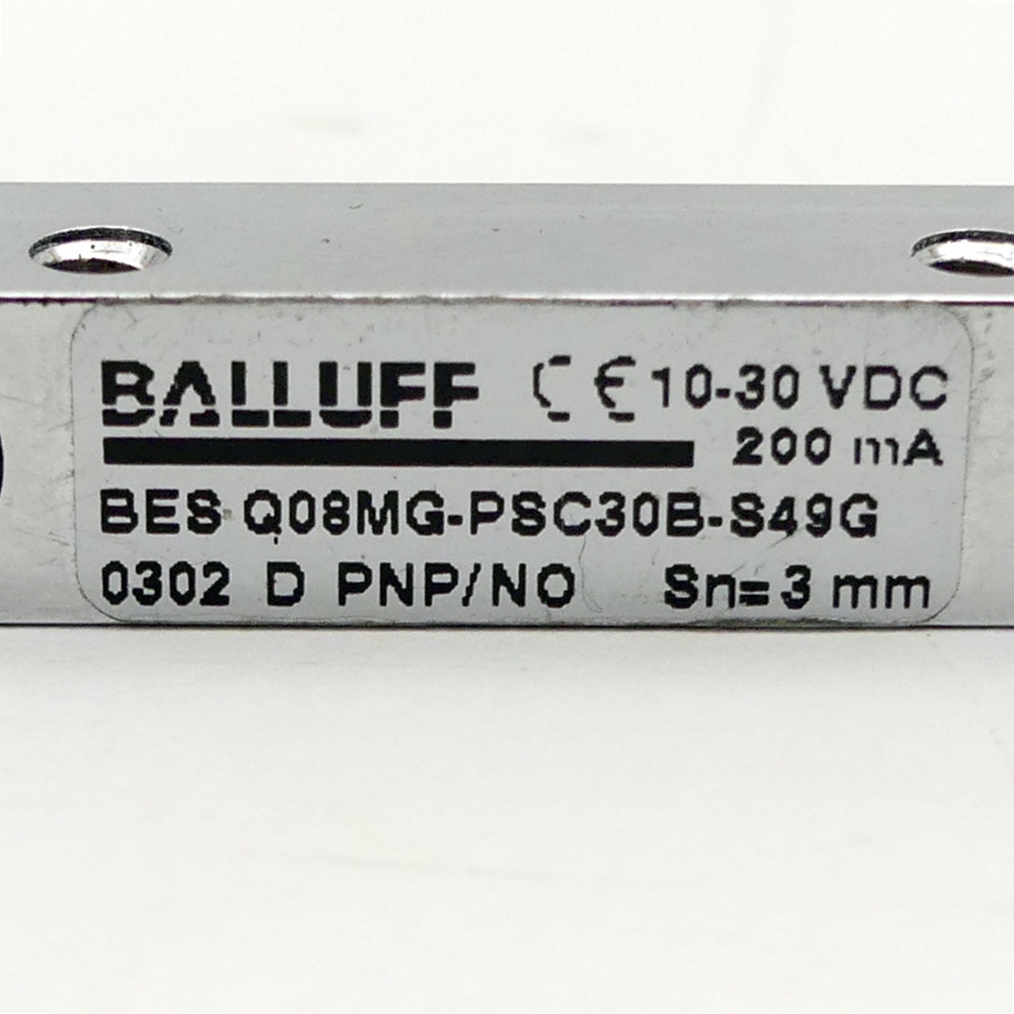 BALLUFF CE 10-30 VDC
200 mA
BES Q08MG-PSC30B-S49G
0302 D PNP/NO Sn=3 mm